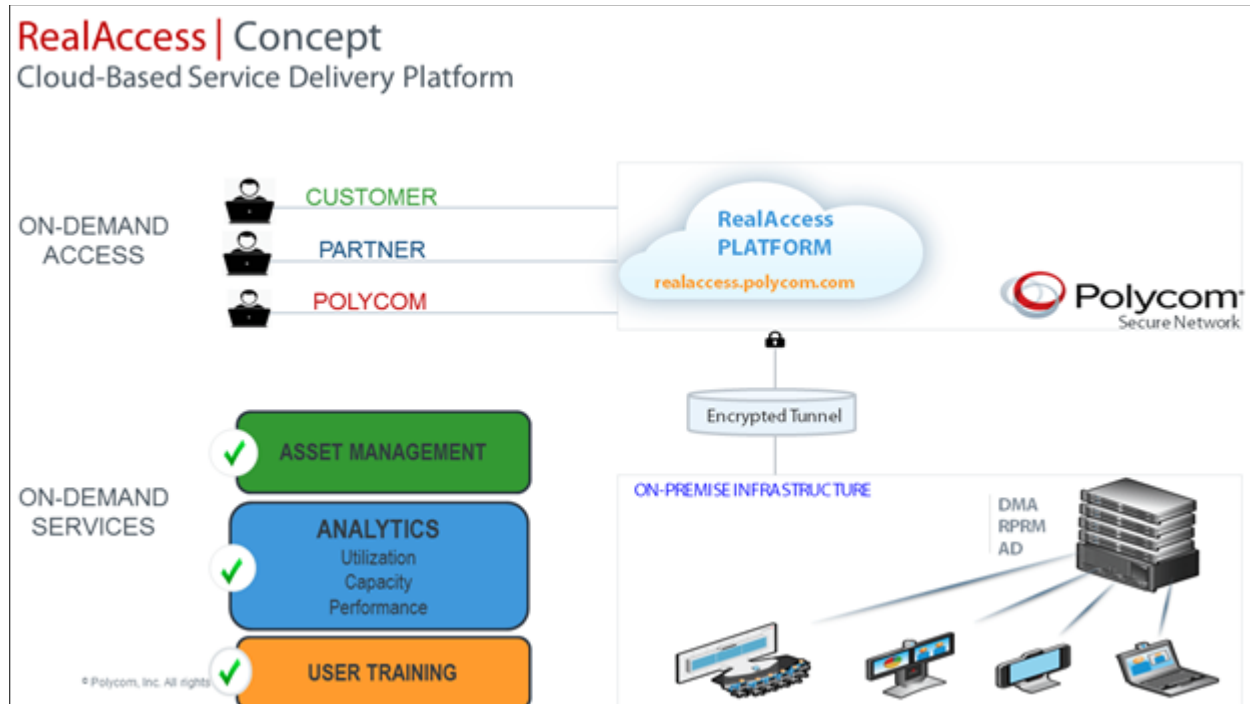 RealAccess | Concept
Cloud-Based Service Delivery Platform
ON-DEMAND
ACCESS
CUSTOMER
PARTNER
POLYCOM
RealAccess
PLATFORM
realaccess.polycom.com
Polycom®
Secure Network
Encrypted Tunnel
ON-DEMAND
SERVICES
ASSET MANAGEMENT
ANALYTICS
Utilization
Capacity
Performance
USER TRAINING
ON-PREMISE INFRASTRUCTURE
DMA
RPRM
AD
© Polycom, Inc. All rights